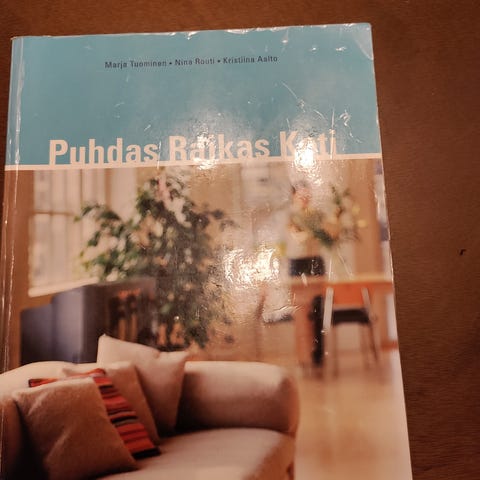 Marja Tuominen • Nina Routi • Kristiina Aalto
Puhdas Raikas Koti